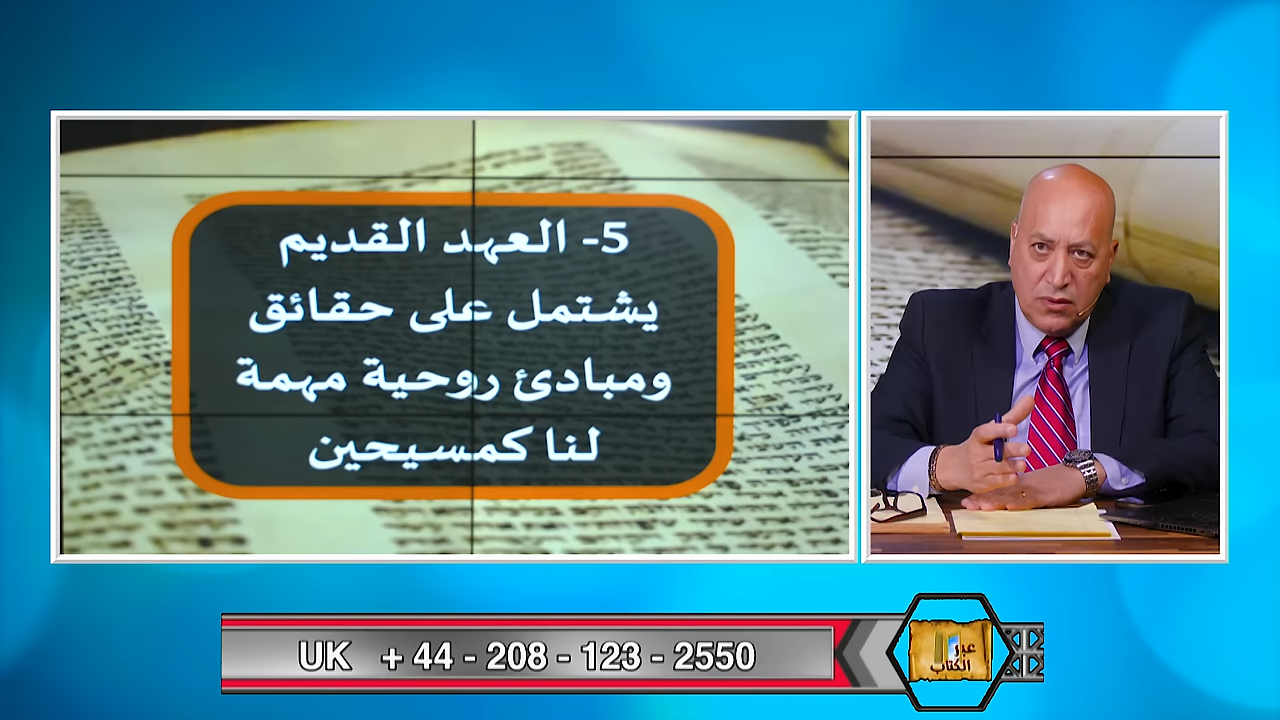 5- العهد القديم
يشتمل على حقائق
ومبادئ روحية مهمة
لنا كمسيحين
UK + 44 - 208 - 123 - 2550
عبر
الكتاب